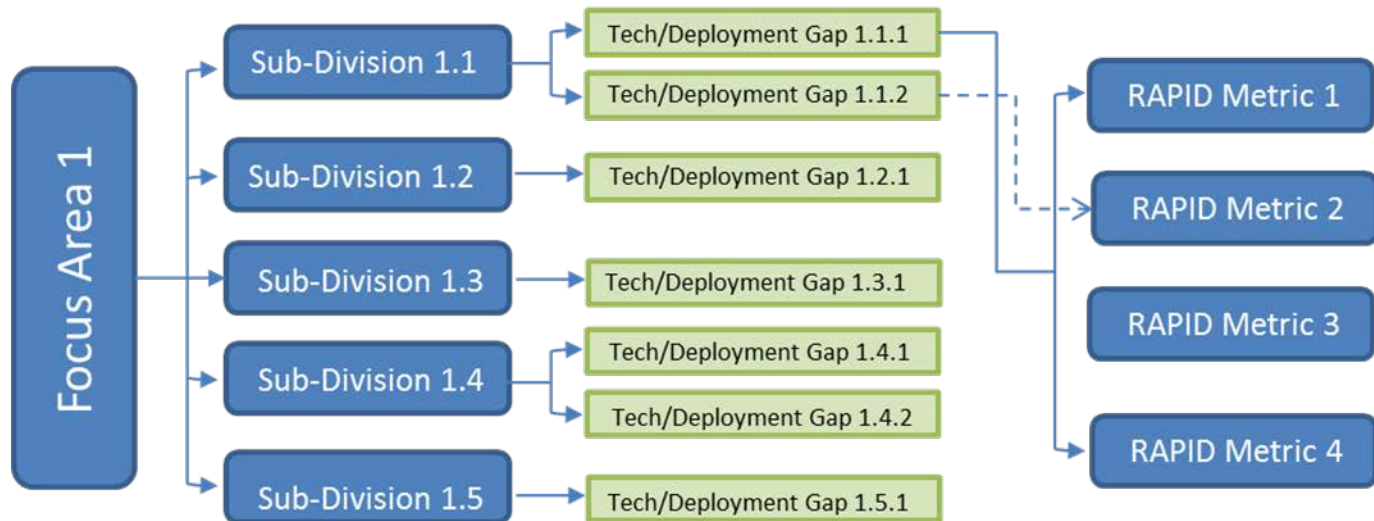 Focus Area 1
Sub-Division 1.1
Sub-Division 1.2
Sub-Division 1.3
Sub-Division 1.4
Sub-Division 1.5
Tech/Deployment Gap 1.1.1
Tech/Deployment Gap 1.1.2
Tech/Deployment Gap 1.2.1
Tech/Deployment Gap 1.3.1
Tech/Deployment Gap 1.4.1
Tech/Deployment Gap 1.4.2
Tech/Deployment Gap 1.5.1
RAPID Metric 1
RAPID Metric 2
RAPID Metric 3
RAPID Metric 4